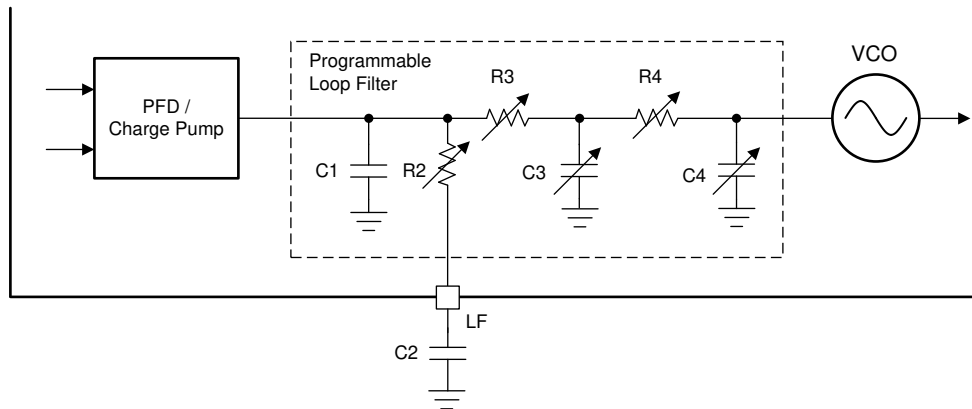 Programmable
Loop Filter
VCO
R3
R4
PFD /
Charge Pump
C1
R2
C3
C4
LF
C2